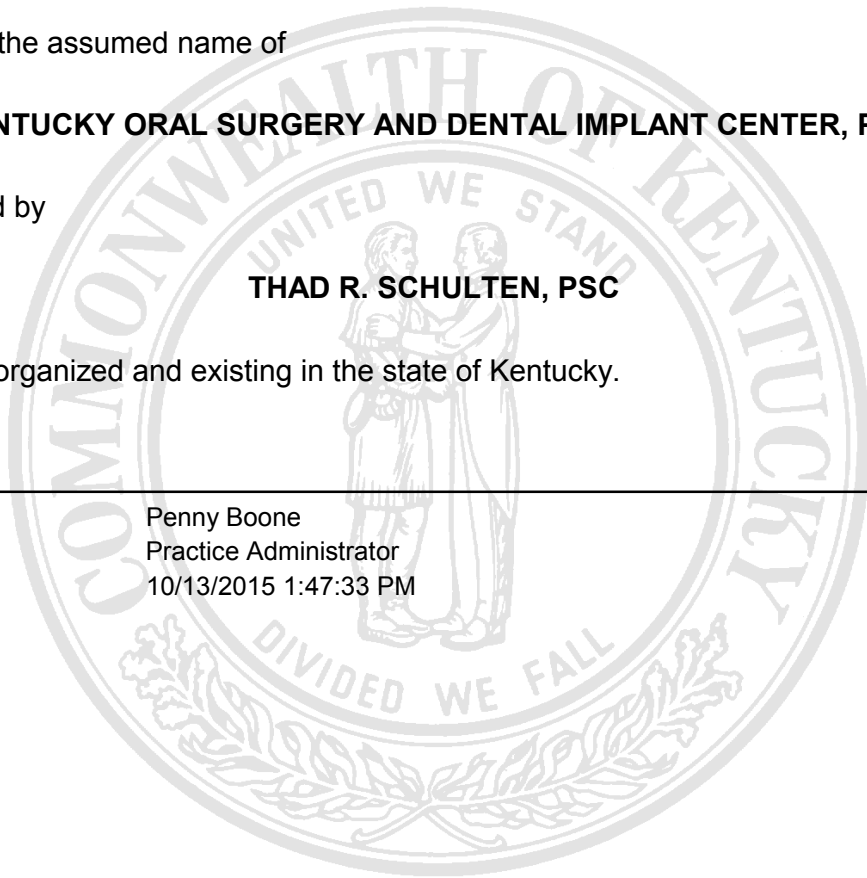 the assumed name of
NTUCKY ORAL SURGERY AND DENTAL IMPLANT CENTER,
d by
THAD R. SCHULTEN, PSC
organized and existing in the state of Kentucky.
Penny Boone
Practice Administrator
10/13/2015 1:47:33 PM
COMMONWEALTH OF KENTUCKY
UNITED WE STAND
DIVIDED WE FALL